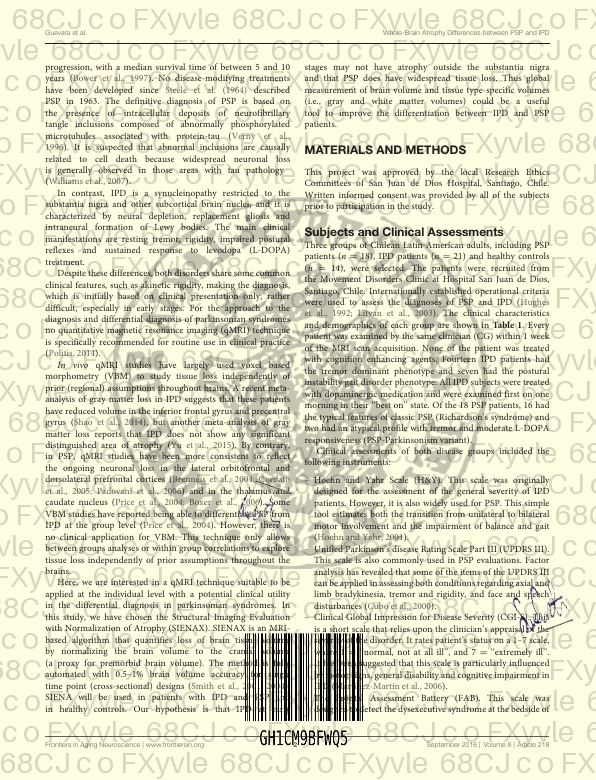 68CJ c o FXyvle
Guevara et al.
Whole-Brain Atrophy Differences between PSP and IPD
progression, with a median survival time of between 5 and 10
years (Bower et al., 1997). No disease-modifying treatments
have been developed since Steele et al. (1964) described
PSP in 1963. The definitive diagnosis of PSP is based on
the presence of intracellular deposits of neurofibrillary
tangle inclusions composed of abnormally phosphorylated
microtubules associated with protein-tau (Verny et al.,
1996). It is suspected that abnormal inclusions are causally
related to cell death because widespread neuronal loss
is generally observed in those areas with tau pathology
(Williams et al., 2007).
In contrast, IPD is a synucleinopathy restricted to the
substantia nigra and other subcortical brain nuclei, and it is
characterized by neural depletion, replacement gliosis and
intraneural formation of Lewy bodies. The main clinical
manifestations are resting tremor, rigidity, impaired postural
reflexes and sustained response to levodopa (L-DOPA)
treatment.
Despite these differences, both disorders share some common
clinical features, such as akinetic rigidity, making the diagnosis,
which is initially based on clinical presentation only, rather
difficult, especially in early stages. For the approach to the
diagnosis and differential diagnosis of parkinsonian syndromes
no quantitative magnetic resonance imaging (qMRI) technique
is specifically recommended for routine use in clinical practice
(Politis, 2014).
In vivo qMRI studies have largely used voxel based
morphometry (VBM) to study tissue loss independently of
prior (regional) assumptions throughout brains. A recent meta-
analysis of gray matter loss in IPD suggests that these patients
have reduced volume in the inferior frontal gyrus and precentral
gyrus (Shao et al., 2014), but another meta-analysis of gray
matter loss reports that IPD does not show any significant
distinguished area of atrophy (Yu et al., 2015). By contrary,
in PSP, qMRI studies have been more consistent to reflect
the ongoing neuronal loss in the lateral orbitofrontal and
dorsolateral prefrontal cortices (Brenneis et al., 2004; Cordato
et al., 2005; Padovani et al., 2006) and in the thalamus and
caudate nucleus (Price et al., 2004; Boxer et al., 2006). Some
VBM studies have reported being able to differentiate PSP from
IPD at the group level (Price et al., 2004). However, there is
no clinical application for VBM. This technique only allows
between groups analyses or within group correlations to explore
tissue loss independently of prior assumptions throughout the
brains.
Here, we are interested in a qMRI technique suitable to be
applied at the individual level with a potential clinical utility
in the differential diagnosis in parkinsonian syndromes. In
this study, we have chosen the Structural Imaging Evaluation
with Normalization of Atrophy (SIENAX). SIENAX is an MRI-
based algorithm that quantifies loss of brain tissue volume
by normalizing the brain volume to the cranial volume
(a proxy for premorbid volume). The method is fully
automated with 0.5–1% brain volume accuracy for single
time point (cross-sectional) designs (Smith et al.,
SIENA will be used in patients with IPD and PSP
in healthy controls. Our hypothesis is that IPD
stages may not have atrophy outside the substantia nigra
and that PSP does have widespread tissue loss. Thus global
measurement of brain volume and tissue type-specific volumes
(i.e., gray and white matter volumes) could be a useful
tool to improve the differentiation between IPD and PSP
patients.
MATERIALS AND METHODS
This project was approved by the local Research Ethics
Committees of San Juan de Dios Hospital, Santiago, Chile.
Written informed consent was provided by all of the subjects
prior to participation in the study.
Subjects and Clinical Assessments
Three groups of Chilean Latin American adults, including PSP
patients (n = 18), IPD patients (n = 21) and healthy controls
(n = 14), were selected. The patients were recruited from
the Movement Disorders Clinic at Hospital San Juan de Dios,
Santiago, Chile. International established operational criteria
were used to assess the diagnoses of PSP and IPD (Hughes
et al., 1992; Litvan et al., 2003). The clinical characteristics
and demographics of each group are shown in Table 1. Every
patient was examined by the same clinician (CG) within 1 week
of the MRI scan acquisition. None of the patient was treated
with cognition enhancing agents. Fourteen IPD patients had
the tremor dominant phenotype and seven had the postural
instability gait disorder phenotype. All IPD subjects were treated
with dopaminergic medication and were examined first on one
morning in their "best on" state. Of the 18 PSP patients, 16 had
the typical features of classic PSP (Richardson's syndrome) and
two had an atypical profile with tremor and moderate L-DOPA
responsiveness (PSP-Parkinsonism variant).
Clinical assessments of both disease groups included the
following instruments:
Hoehn and Yahr Scale (H&Y). This scale was originally
designed for the assessment of the general severity of IPD
patients. However, it is also widely used for PSP. This simple
tool estimates, both the transition from unilateral to bilateral
motor involvement and the impairment of balance and gait
(Hoehn and Yahr, 2001).
Unified Parkinson's disease Rating Scale Part III (UPDRS III).
This scale is also commonly used in PSP evaluations. Factor
analysis has revealed that some of the items of the UPDRS III
can be applied in assessing both conditions regarding axial and
limb bradykinesia, tremor and rigidity, and face and speech
disturbances (Cubo et al., 2000).
Clinical Global Impression for Disease Severity (CGI-
is a short scale that relies upon the clinician's appraisal of the
disorder. It rates patient's status on a 1–7 scale,
normal, not at all ill", and 7 = "extremely ill".
suggested that this scale is particularly influenced
signs, general disability and cognitive impairment in
Martin et al., 2006).
Assessment Battery (FAB). This scale was
detect the dysexecutive syndrome at the bedside of
GH1CM9BFWQ5
Frontiers in Aging Neuroscience | www.frontiersin.org
September 2016 | Volume 8 | Article 218